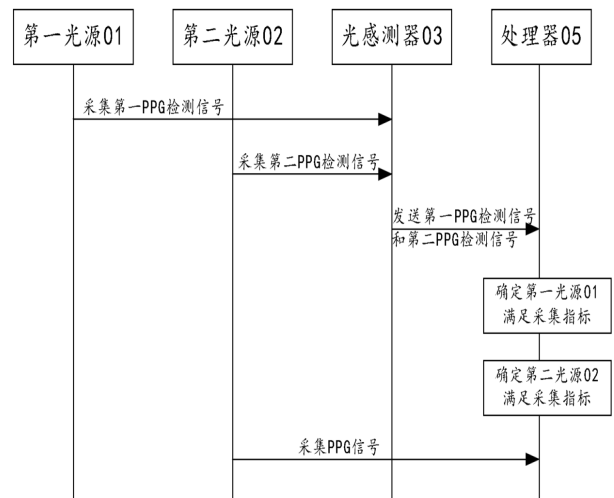 第一光源01
第二光源02
光感测器03
处理器05
采集第一PPG检测信号
采集第二PPG检测信号
发送第一PPG检测信号
和第二PPG检测信号
确定第一光源01
满足采集指标
确定第二光源02
满足采集指标
采集PPG信号